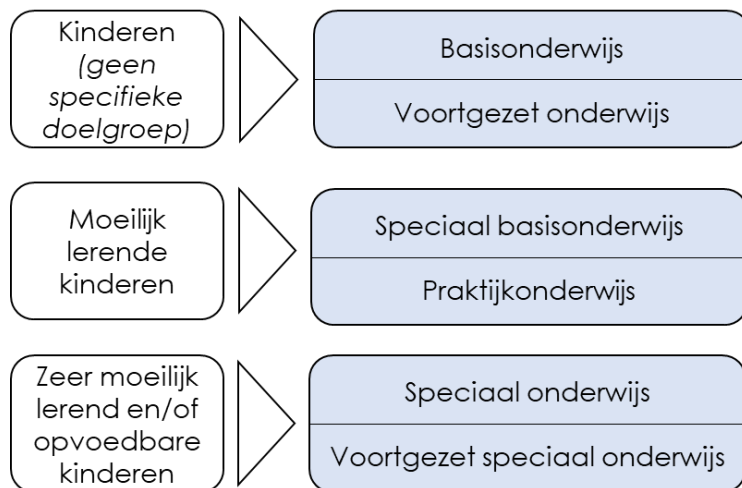 Kinderen
(geen
specifieke
doelgroep)
Basisonderwijs
Voortgezet onderwijs
Moeilijk
lerende
kinderen
Speciaal basisonderwijs
Praktijkonderwijs
Zeer moeilijk
lerend en/of
opvoedbare
kinderen
Speciaal onderwijs
Voortgezet speciaal onderwijs